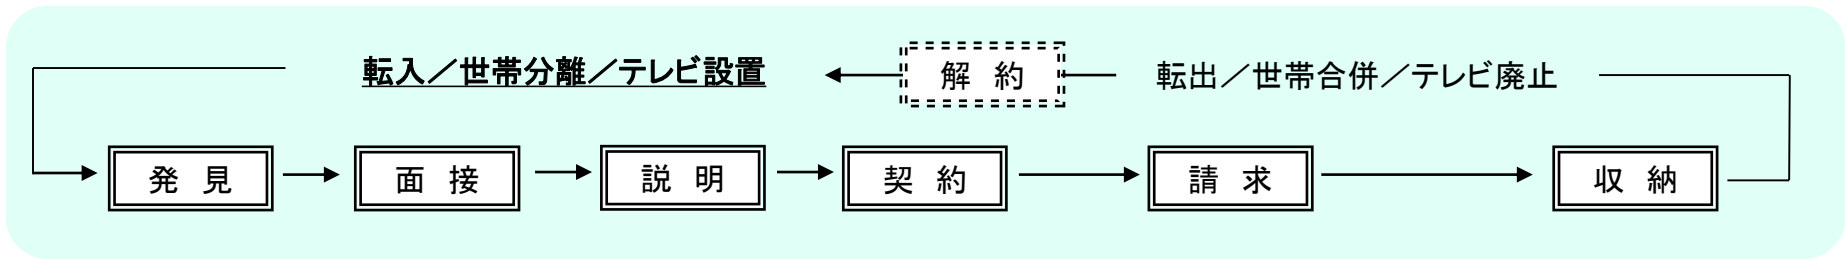 転入／世帯分離／テレビ設置
解 約
転出／世帯合併／テレビ廃止
発 見
面 接
説 明
契 約
請 求
収 納